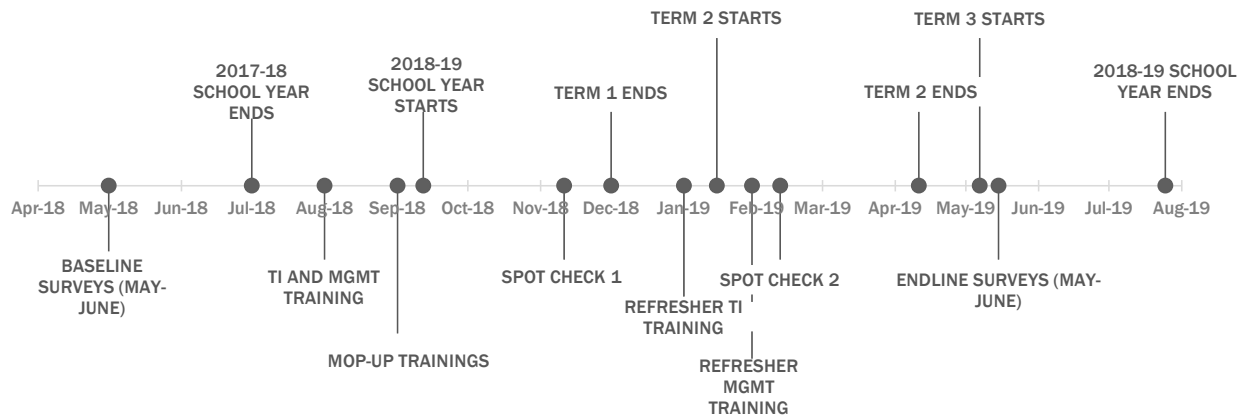 TERM 2 STARTS
TERM 3 STARTS
2017-18
SCHOOL YEAR
ENDS
2018-19
SCHOOL YEAR
STARTS
TERM 1 ENDS
TERM 2 ENDS
2018-19 SCHOOL
YEAR ENDS
Apr-18 May-18 Jun-18 Jul-18 Aug-18 Sep-18 Oct-18 Nov-18 Dec-18 Jan-19 Feb-19 Mar-19 Apr-19 May-19 Jun-19 Jul-19 Aug-19
BASELINE
SURVEYS (MAY-
JUNE)
TI AND MGMT
TRAINING
MOP-UP TRAININGS
SPOT CHECK 1
REFRESHER TI
TRAINING
SPOT CHECK 2
REFRESHER
MGMT
TRAINING
ENDLINE SURVEYS (MAY-
JUNE)